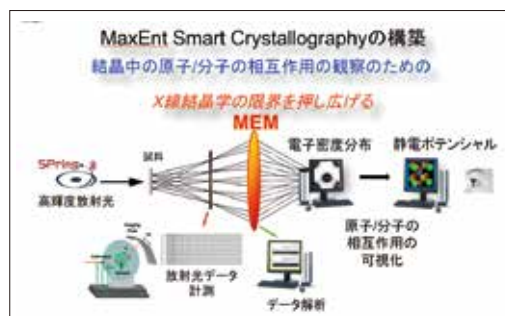 MaxEnt Smart Crystallographyの構築
結晶中の原子/分子の相互作用の観察のための
X線結晶学の限界を押し広げる
MEM
電子密度分布
静電ポテンシャル
SPring-8
試料
高輝度放射光
原子/分子の
相互作用の
可視化
放射光データ
計測
データ解析